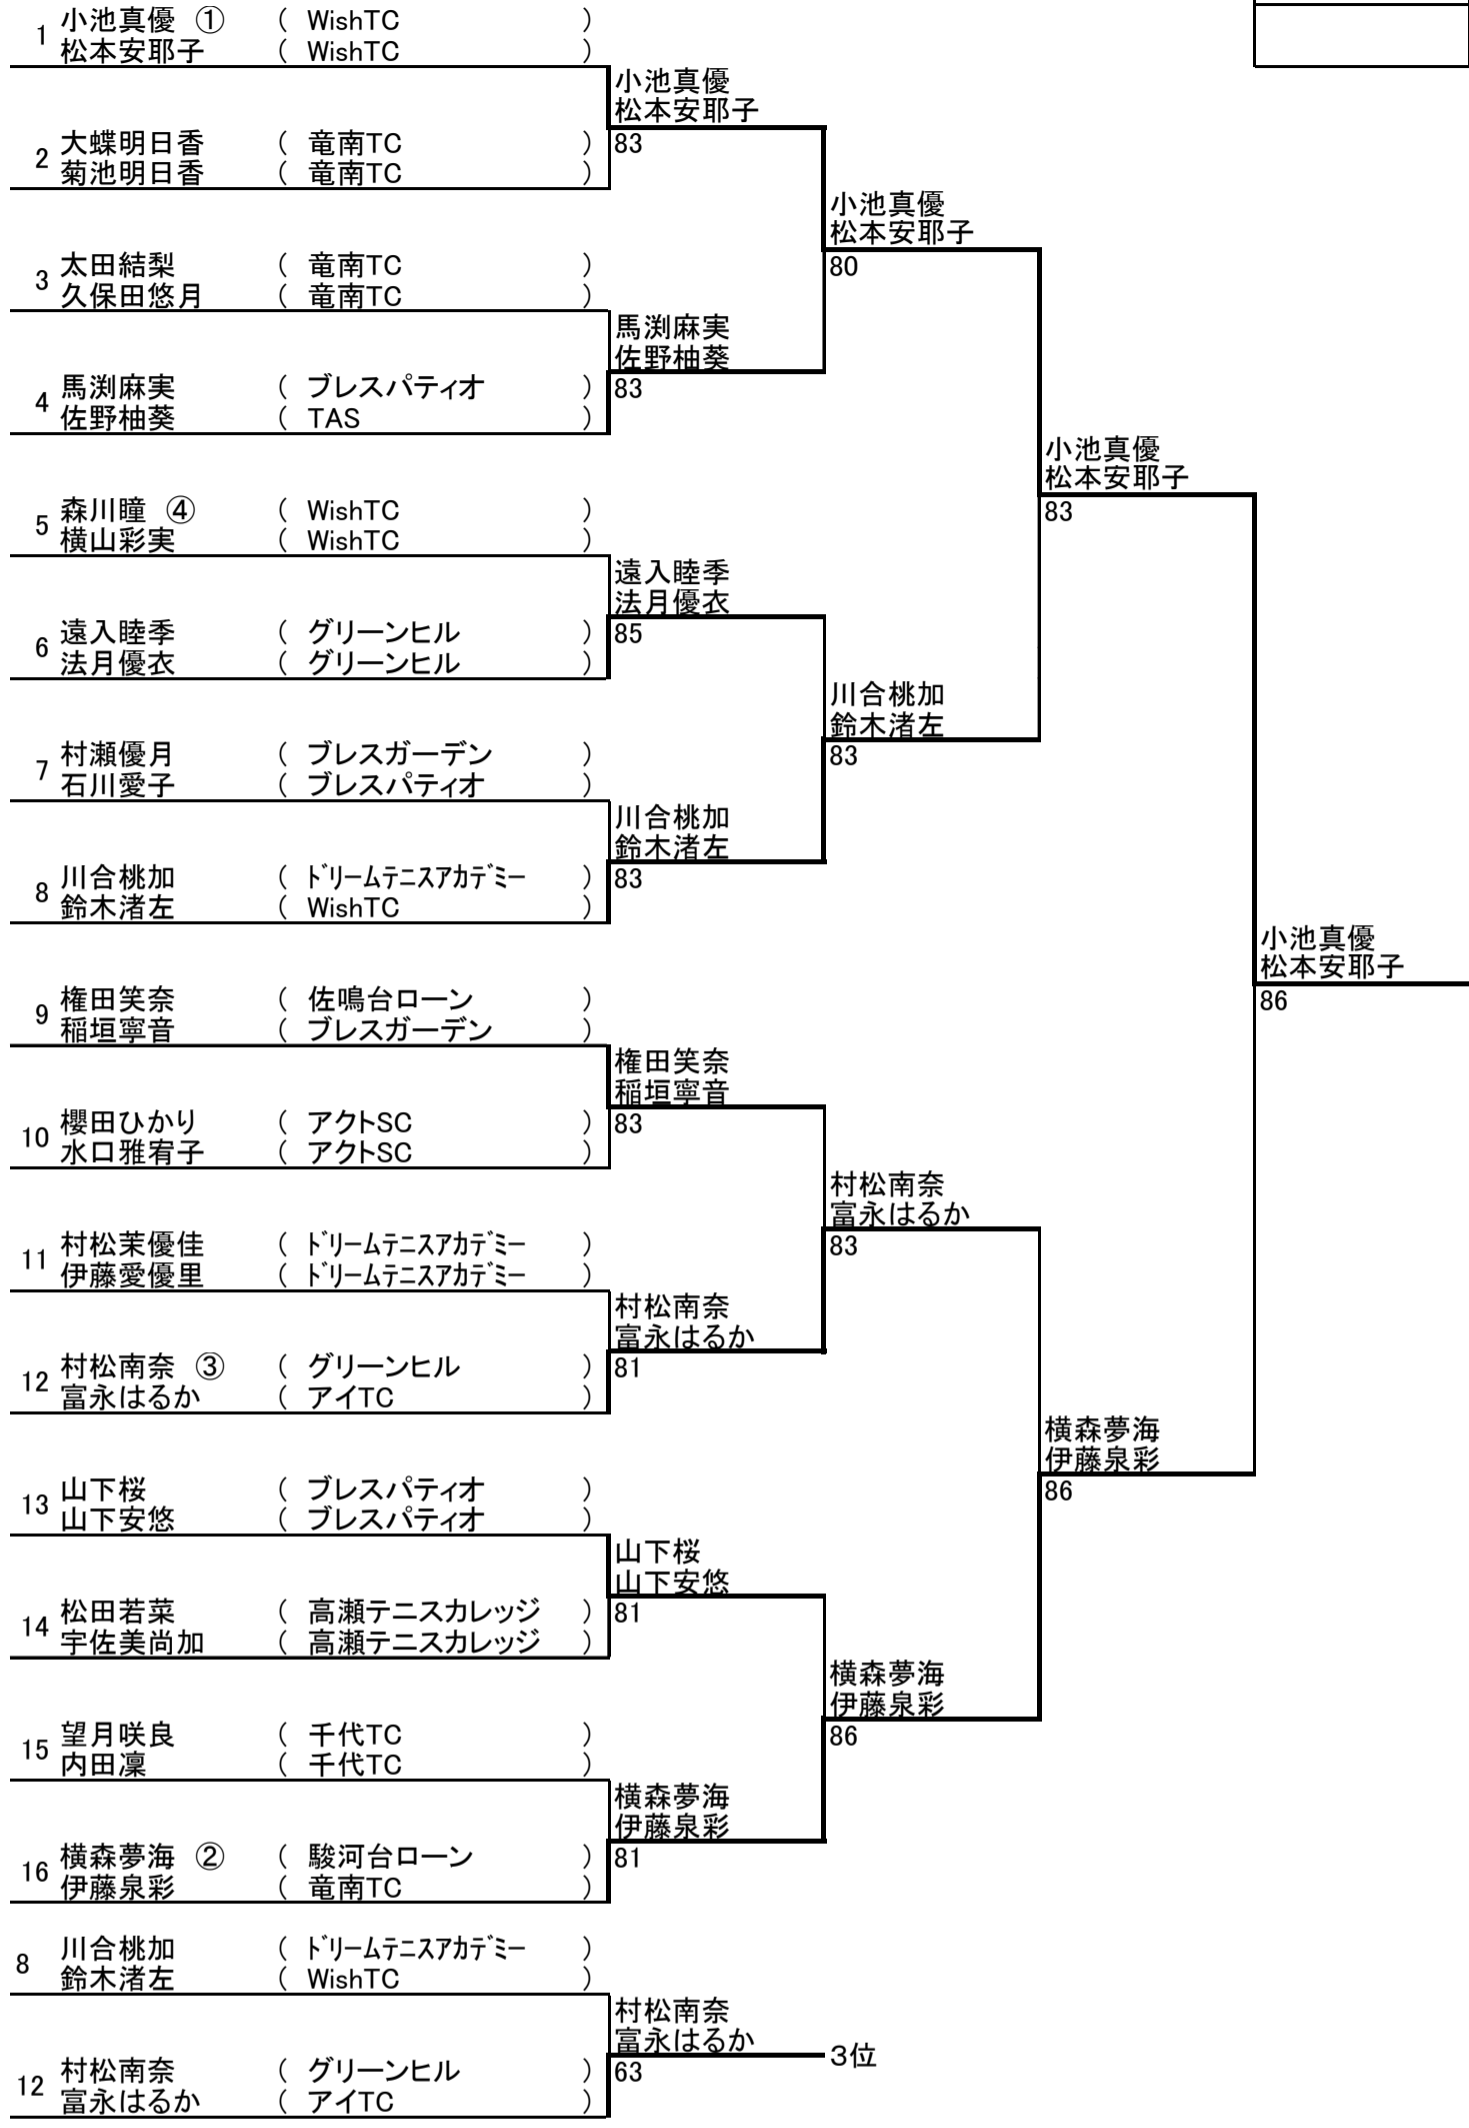 1 小池真優 ① ( WishTC )
松本安耶子 ( WishTC )
小池真優
松本安耶子
83
2 大蝶明日香 ( 竜南TC )
菊池明日香 ( 竜南TC )
小池真優
松本安耶子
80
3 太田結梨 ( 竜南TC )
久保田悠月 ( 竜南TC )
馬渕麻実
佐野柚葵
83
4 馬渕麻実 ( ブレスパティオ )
佐野柚葵 ( TAS )
小池真優
松本安耶子
83
5 森川瞳 ④ ( WishTC )
横山彩実 ( WishTC )
遠入睦季
法月優衣
85
6 遠入睦季 ( グリーンヒル )
法月優衣 ( グリーンヒル )
川合桃加
鈴木渚左
83
7 村瀬優月 ( ブレスガーデン )
石川愛子 ( ブレスパティオ )
川合桃加
鈴木渚左
83
8 川合桃加 ( ﾄﾞﾘｰﾑﾃﾆｽｱｶﾃﾞﾐｰ )
鈴木渚左 ( WishTC )
小池真優
松本安耶子
86
9 権田笑奈 ( 佐鳴台ローン )
稲垣寧音 ( ブレスガーデン )
権田笑奈
稲垣寧音
83
10 櫻田ひかり ( アクトSC )
水口雅宥子 ( アクトSC )
村松南奈
富永はるか
83
11 村松茉優佳 ( ﾄﾞﾘｰﾑﾃﾆｽｱｶﾃﾞﾐｰ )
伊藤愛優里 ( ﾄﾞﾘｰﾑﾃﾆｽｱｶﾃﾞﾐｰ )
村松南奈
富永はるか
81
12 村松南奈 ③ ( グリーンヒル )
富永はるか ( アイTC )
横森夢海
伊藤泉彩
86
13 山下桜 ( ブレスパティオ )
山下安悠 ( ブレスパティオ )
山下桜
山下安悠
81
14 松田若菜 ( 高瀬テニスカレッジ )
宇佐美尚加 ( 高瀬テニスカレッジ )
横森夢海
伊藤泉彩
86
15 望月咲良 ( 千代TC )
内田凜 ( 千代TC )
横森夢海
伊藤泉彩
81
16 横森夢海 ② ( 駿河台ローン )
伊藤泉彩 ( 竜南TC )
8 川合桃加 ( ﾄﾞﾘｰﾑﾃﾆｽｱｶﾃﾞﾐｰ )
鈴木渚左 ( WishTC )
村松南奈
富永はるか
63
3位
12 村松南奈 ( グリーンヒル )
富永はるか ( アイTC )